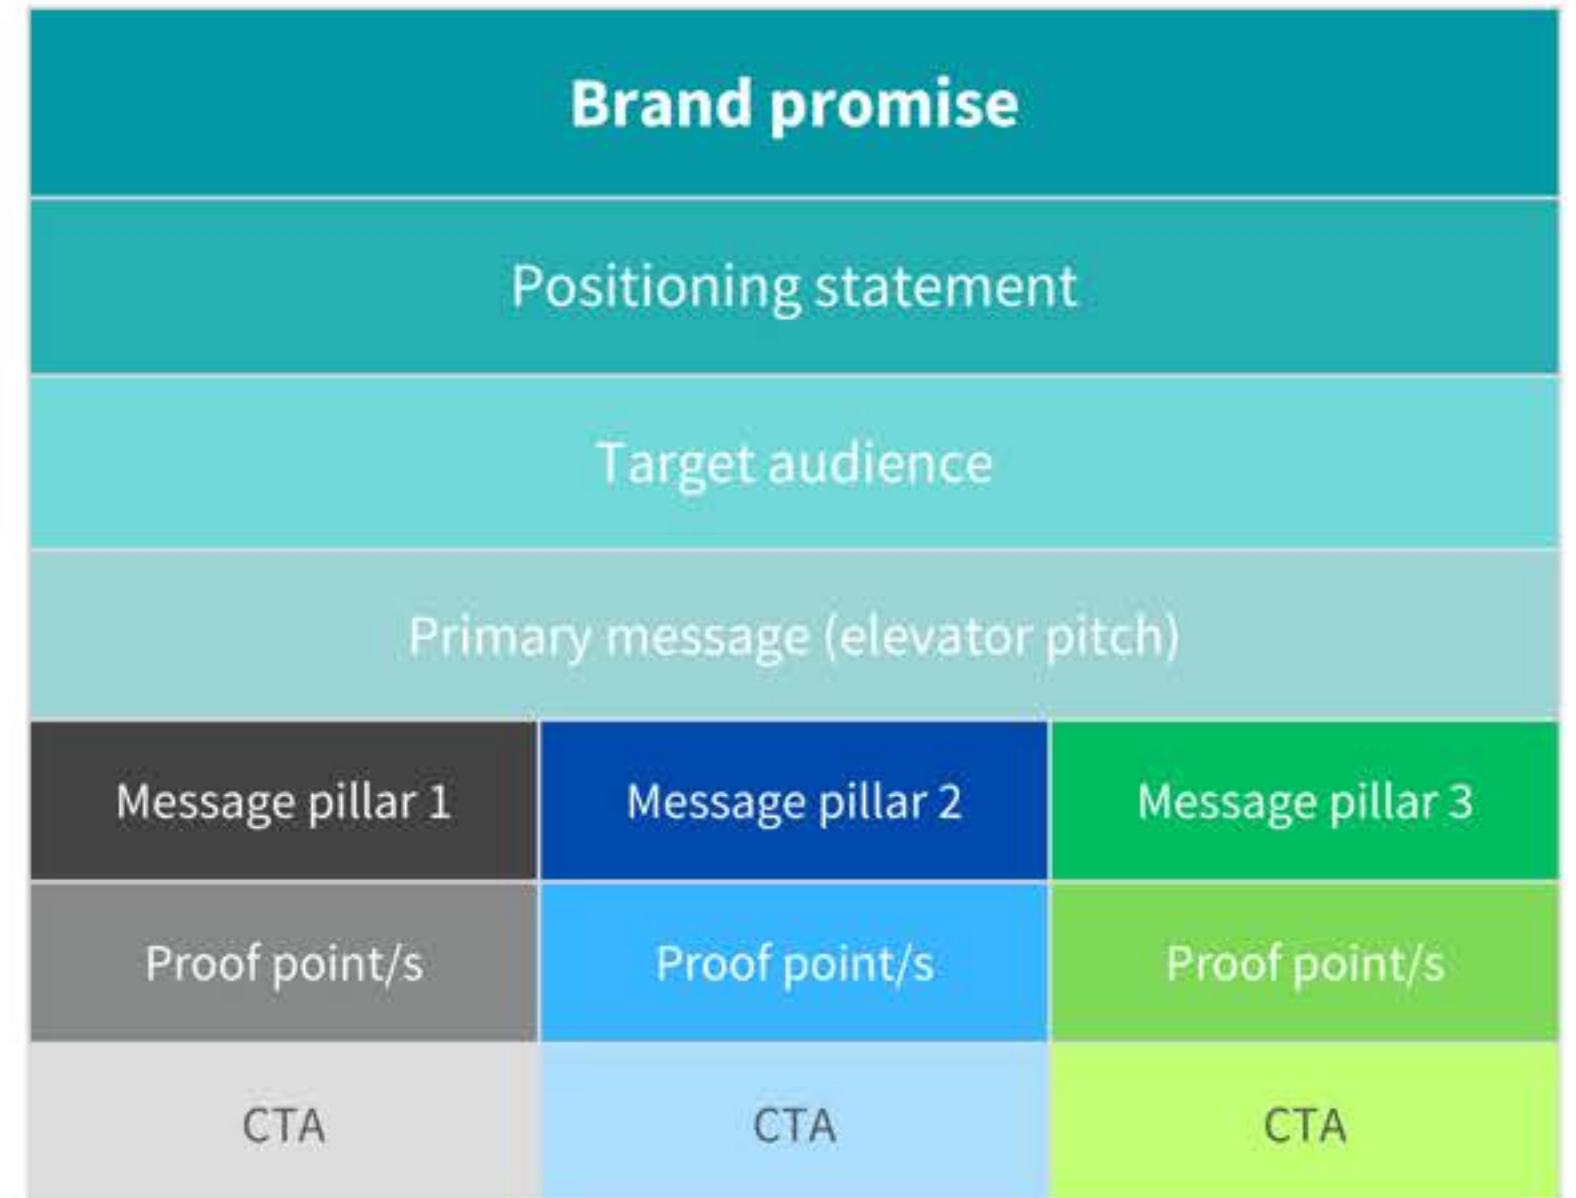 Brand promise
Positioning statement
Target audience
Primary message (elevator pitch)
Message pillar 1
Message pillar 2
Message pillar 3
Proof point/s
Proof point/s
Proof point/s
CTA
CTA
CTA